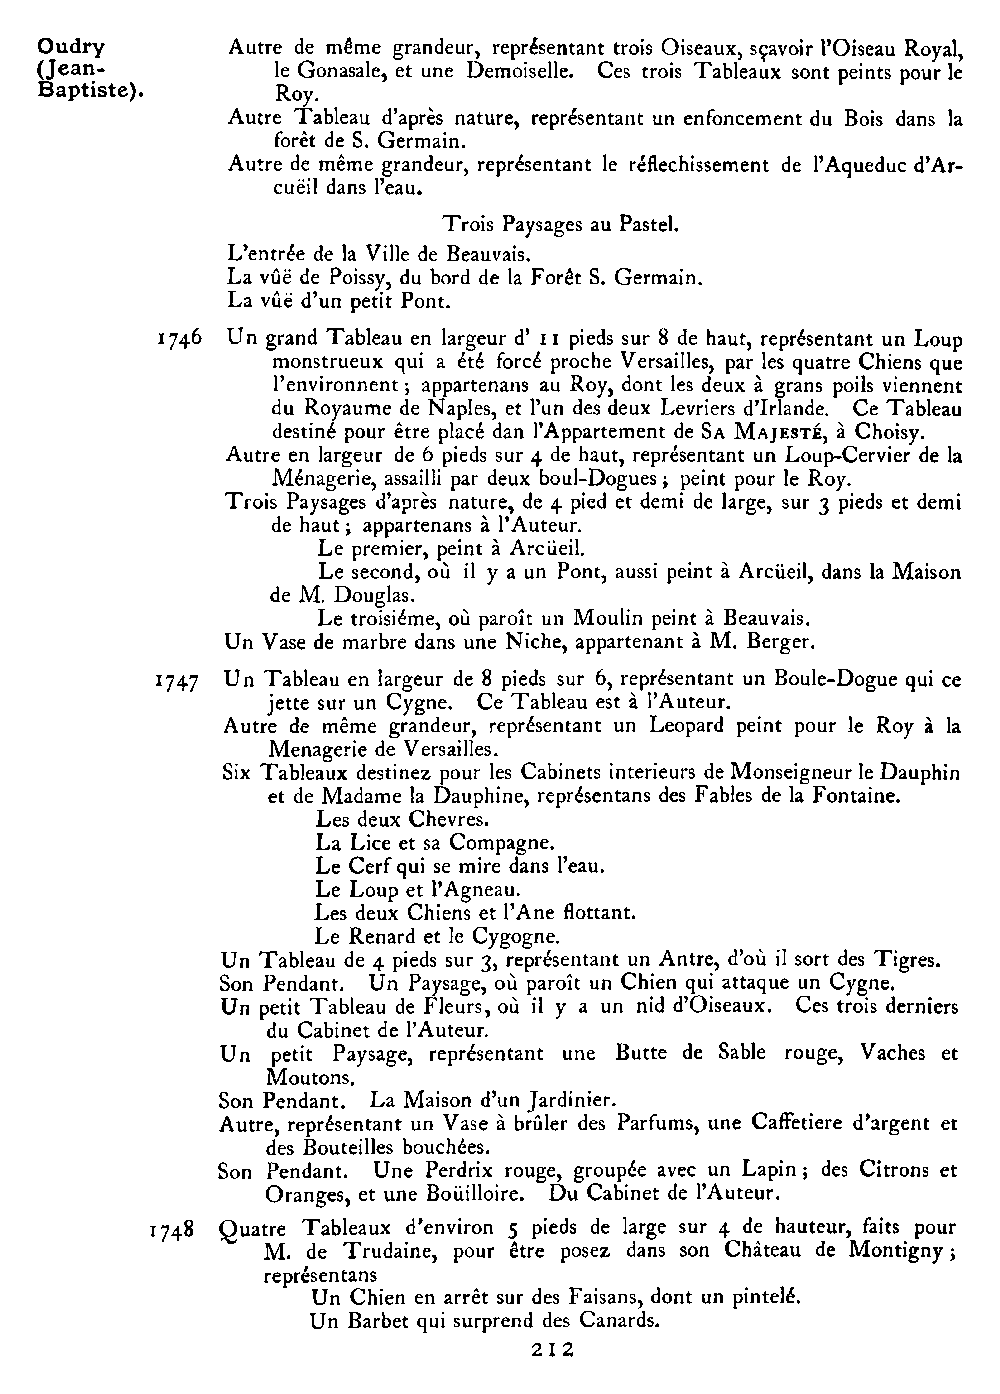 Oudry
(Jean-
Baptiste).
Autre de même grandeur, représentant trois Oiseaux, sçavoir l'Oiseau Royal,
le Gonasale, et une Demoiselle. Ces trois Tableaux sont peints pour le
Roy.
Autre Tableau d'après nature, représentant un enfoncement du Bois dans la
forêt de S. Germain.
Autre de même grandeur, représentant le réflechissement de l'Aqueduc d'Ar-
cuëil dans l'eau.
Trois Paysages au Pastel.
L'entrée de la Ville de Beauvais.
La vûë de Poissy, du bord de la Forêt S. Germain.
La vûë d'un petit Pont.
1746 Un grand Tableau en largeur d' 11 pieds sur 8 de haut, représentant un Loup
monstrueux qui a été forcé proche Versailles, par les quatre Chiens que
l'environnent ; appartenans au Roy, dont les deux à grans poils viennent
du Royaume de Naples, et l'un des deux Levriers d'Irlande. Ce Tableau
destiné pour être placé dan l'Appartement de SA MAJESTÉ, à Choisy.
Autre en largeur de 6 pieds sur 4 de haut, représentant un Loup-Cervier de la
Ménagerie, assailli par deux boul-Dogues ; peint pour le Roy.
Trois Paysages d'après nature, de 4 pied et demi de large, sur 3 pieds et demi
de haut ; appartenans à l'Auteur.
Le premier, peint à Arcüeil.
Le second, où il y a un Pont, aussi peint à Arcüeil, dans la Maison
de M. Douglas.
Le troisiéme, où paroît un Moulin peint à Beauvais.
Un Vase de marbre dans une Niche, appartenant à M. Berger.
1747 Un Tableau en largeur de 8 pieds sur 6, représentant un Boule-Dogue qui ce
jette sur un Cygne. Ce Tableau est à l'Auteur.
Autre de même grandeur, représentant un Leopard peint pour le Roy à la
Menagerie de Versailles.
Six Tableaux destinez pour les Cabinets interieurs de Monseigneur le Dauphin
et de Madame la Dauphine, représentans des Fables de la Fontaine.
Les deux Chevres.
La Lice et sa Compagne.
Le Cerf qui se mire dans l'eau.
Le Loup et l'Agneau.
Les deux Chiens et l'Ane flottant.
Le Renard et le Cygogne.
Un Tableau de 4 pieds sur 3, représentant un Antre, d'où il sort des Tigres.
Son Pendant. Un Paysage, où paroît un Chien qui attaque un Cygne.
Un petit Tableau de Fleurs, où il y a un nid d'Oiseaux. Ces trois derniers
du Cabinet de l'Auteur.
Un petit Paysage, représentant une Butte de Sable rouge, Vaches et
Moutons.
Son Pendant. La Maison d'un Jardinier.
Autre, représentant un Vase à brûler des Parfums, une Caffetiere d'argent et
des Bouteilles bouchées.
Son Pendant. Une Perdrix rouge, groupée avec un Lapin ; des Citrons et
Oranges, et une Boüilloire. Du Cabinet de l'Auteur.
1748 Quatre Tableaux d'environ 5 pieds de large sur 4 de hauteur, faits pour
M. de Trudaine, pour être posez dans son Château de Montigny ;
représentans
Un Chien en arrêt sur des Faisans, dont un pintelé.
Un Barbet qui surprend des Canards.
212